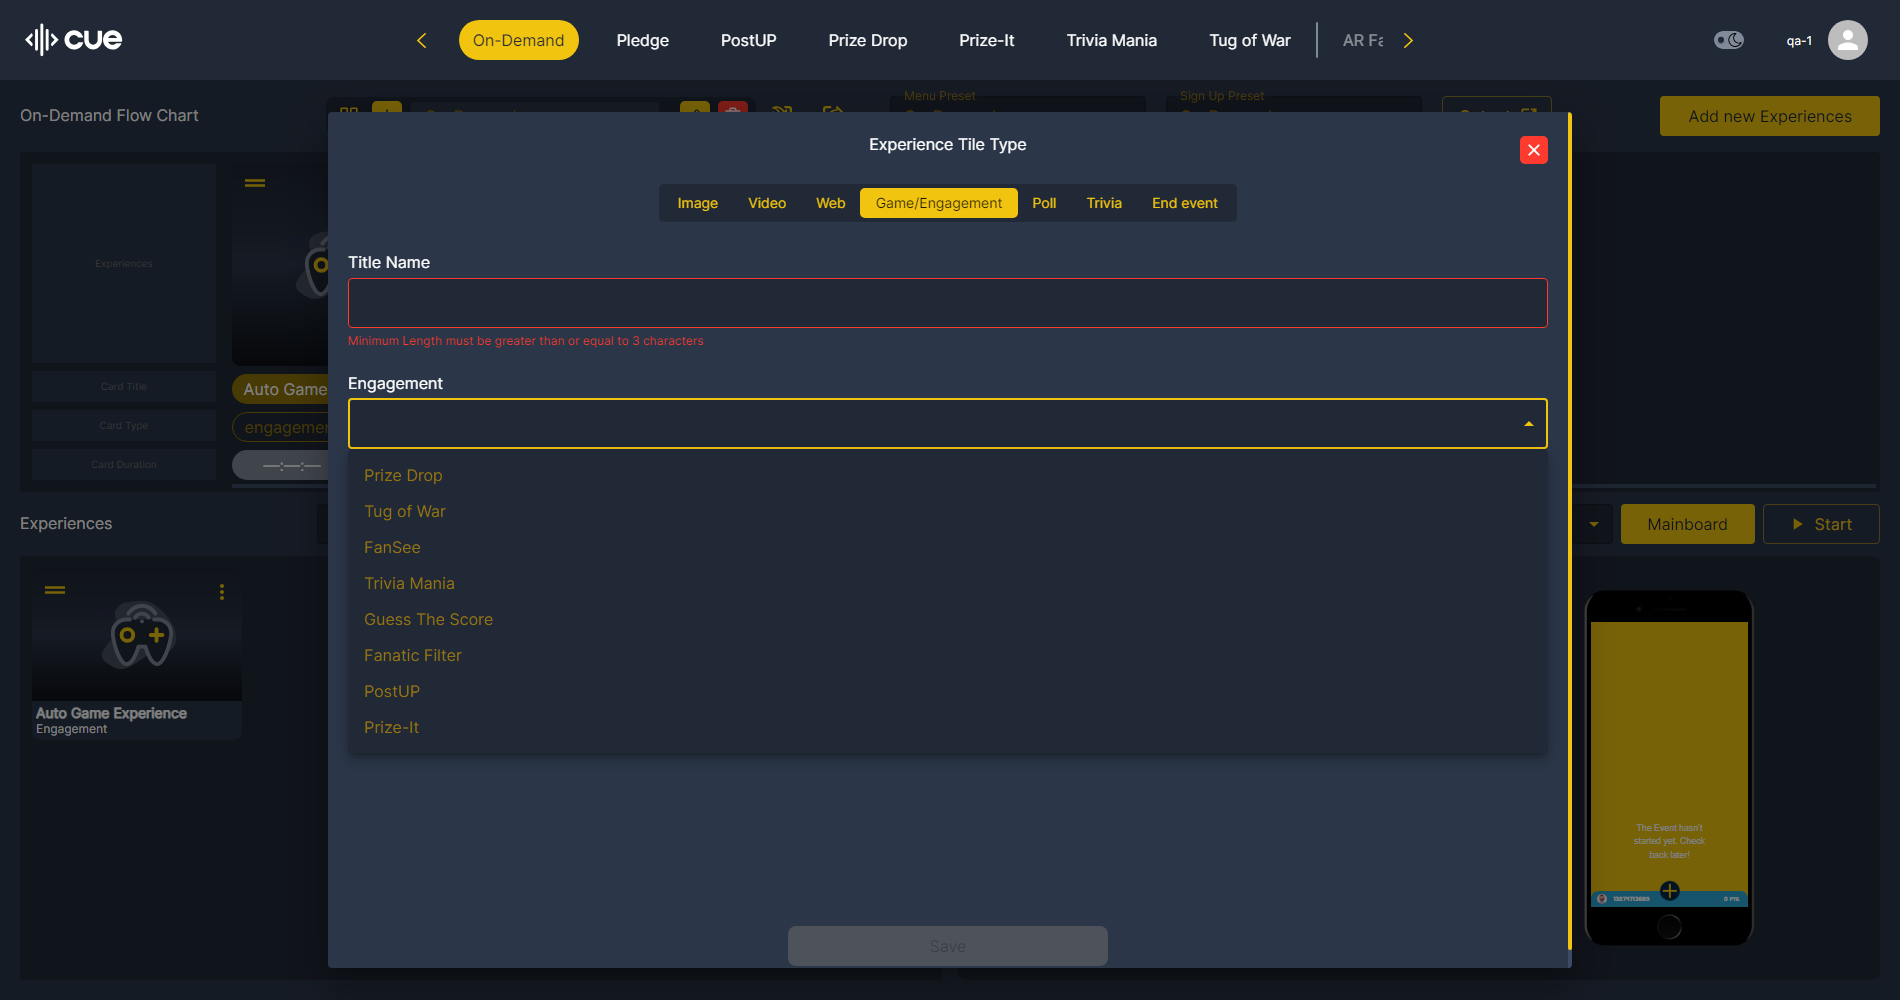 cue
On-Demand
Pledge
PostUP
Prize Drop
Prize-It
Trivia Mania
Tug of War
AR Fa
qa-1
On-Demand Flow Chart
Menu Preset
Sign Up Preset
Add new Experiences
Experience Tile Type
Image
Video
Web
Game/Engagement
Poll
Trivia
End event
Experiences
Title Name
Minimum Length must be greater than or equal to 3 characters
Engagement
Card Title
Auto Game
Card Type
engagemen
Card Duration
—:—:—
Prize Drop
Tug of War
FanSee
Trivia Mania
Guess The Score
Fanatic Filter
PostUP
Prize-It
Experiences
Mainboard
Start
Auto Game Experience
Engagement
The Event hasn't
started yet. Check
back later!
0 PTS.
Save